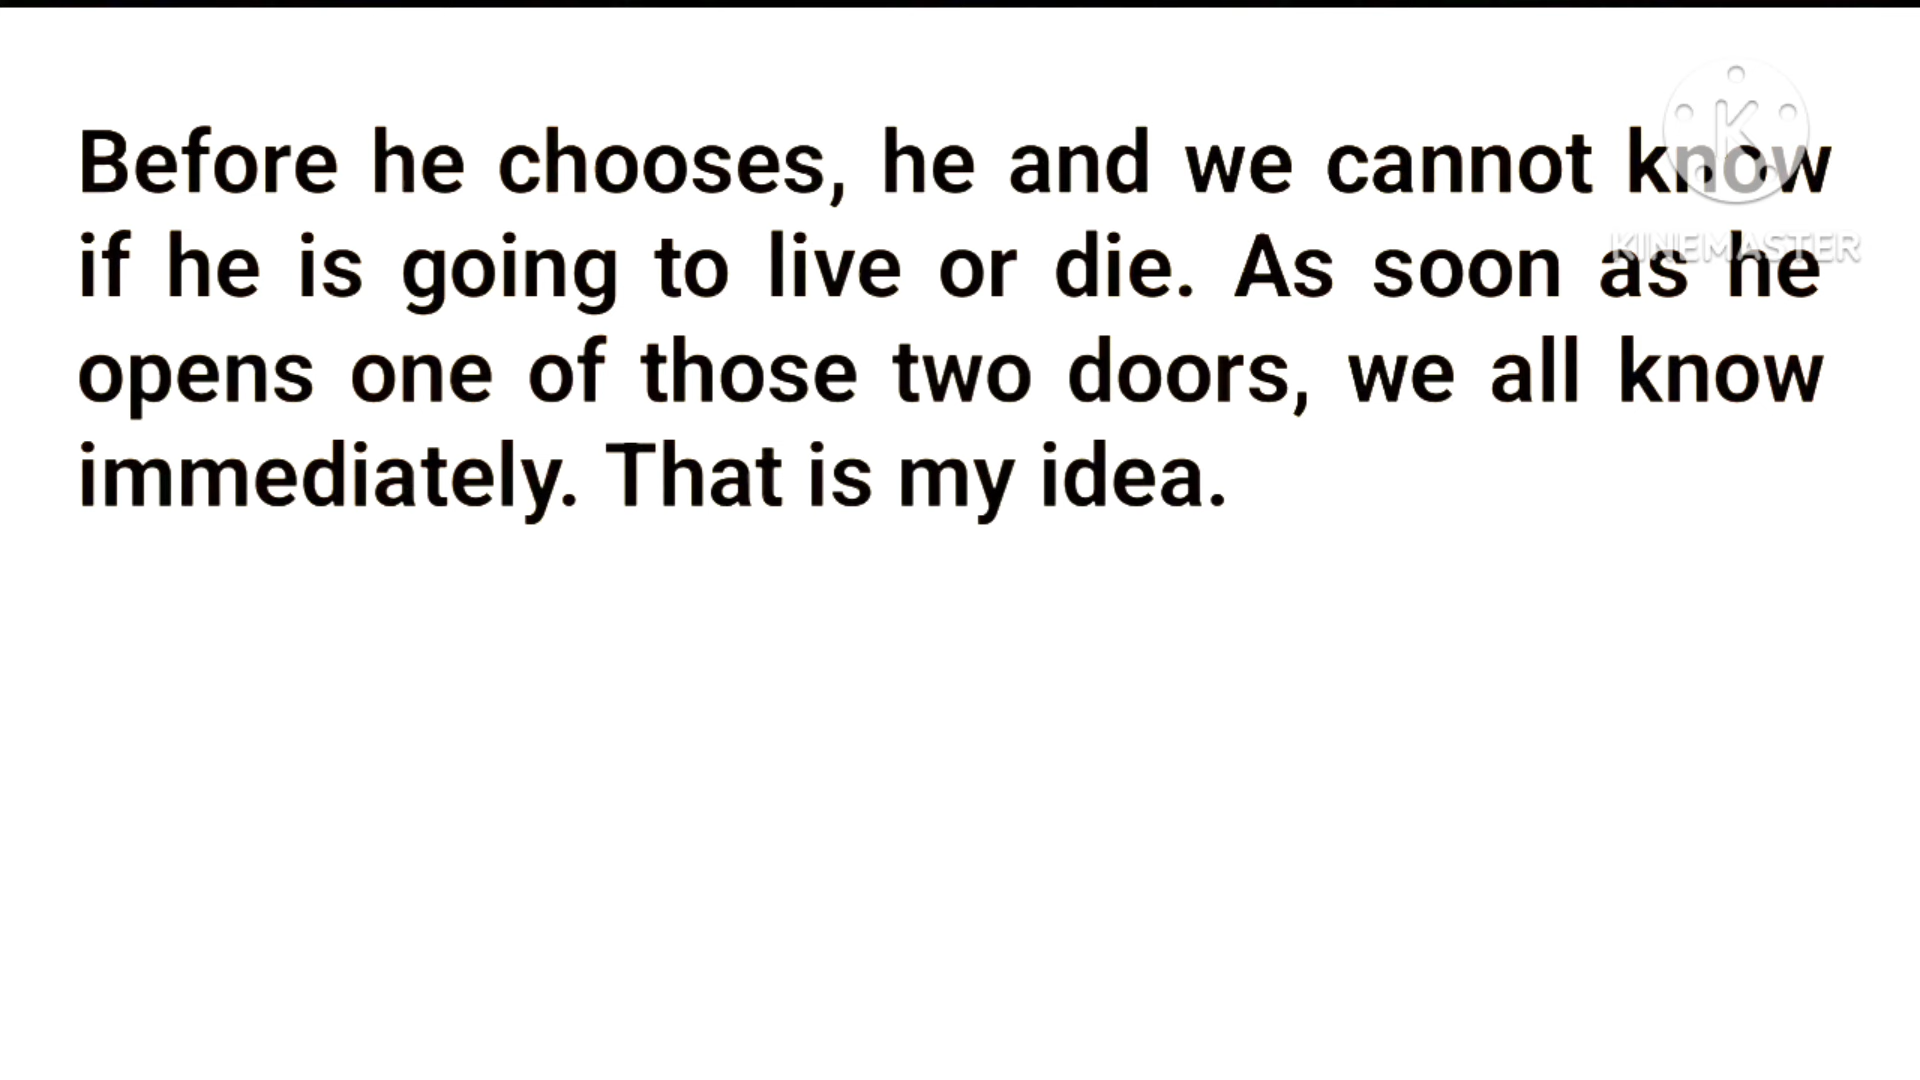 Before he chooses, he and we cannot know
if he is going to live or die. As soon as he
opens one of those two doors, we all know
immediately. That is my idea.
K
KINEMASTER